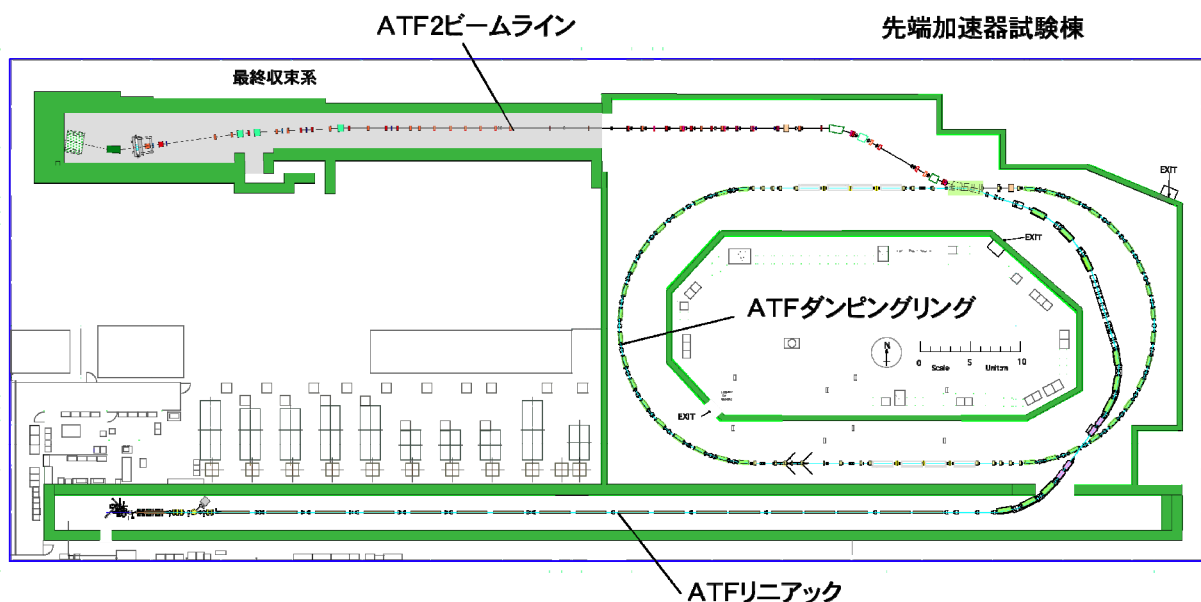 ATF2ビームライン
先端加速器試験棟
最終収束系
EXIT
EXIT
ATFダンピングリング
N
0 5 10
Scale Unit:m
EXIT
ATFリニアック